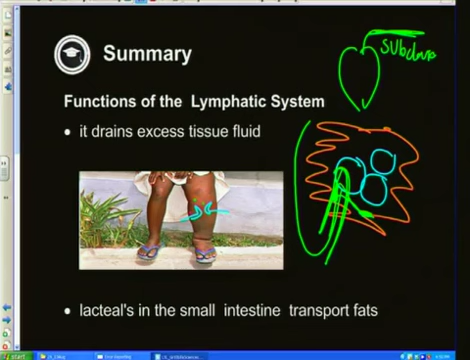 Summary
subclav
Functions of the Lymphatic System
it drains excess tissue fluid
lacteal's in the small intestine transport fats
start